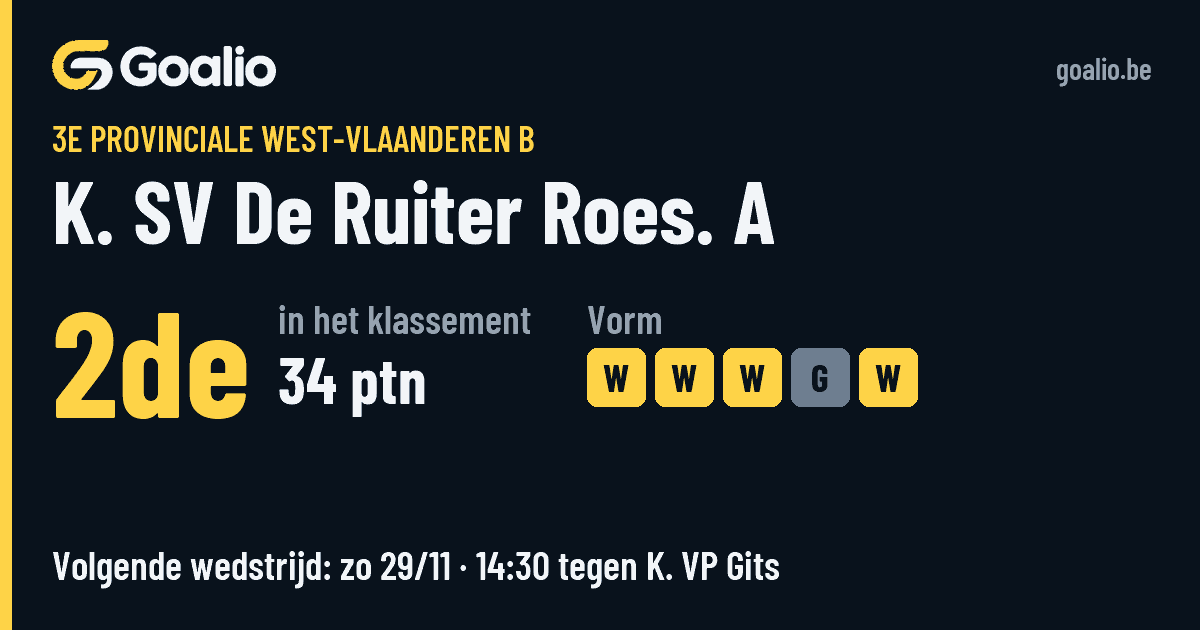 Goalio
goalio.be
3E PROVINCIALE WEST-VLAANDEREN B
K. SV De Ruiter Roes. A
2de
in het klassement
34 ptn
Vorm
W W W G W
Volgende wedstrijd: zo 29/11 · 14:30 tegen K. VP Gits